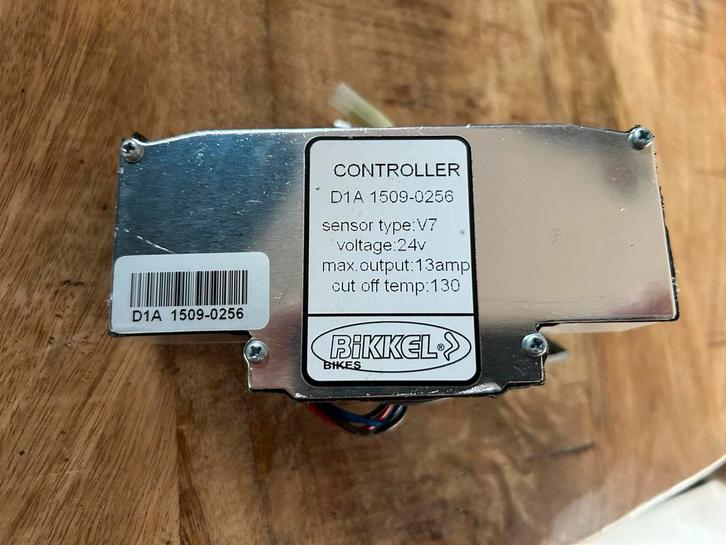 CONTROLLER
D1A 1509-0256
sensor type:V7
voltage:24v
max.output:13amp
cut off temp:130
BiKKEL®
BIKES
D1A 1509-0256